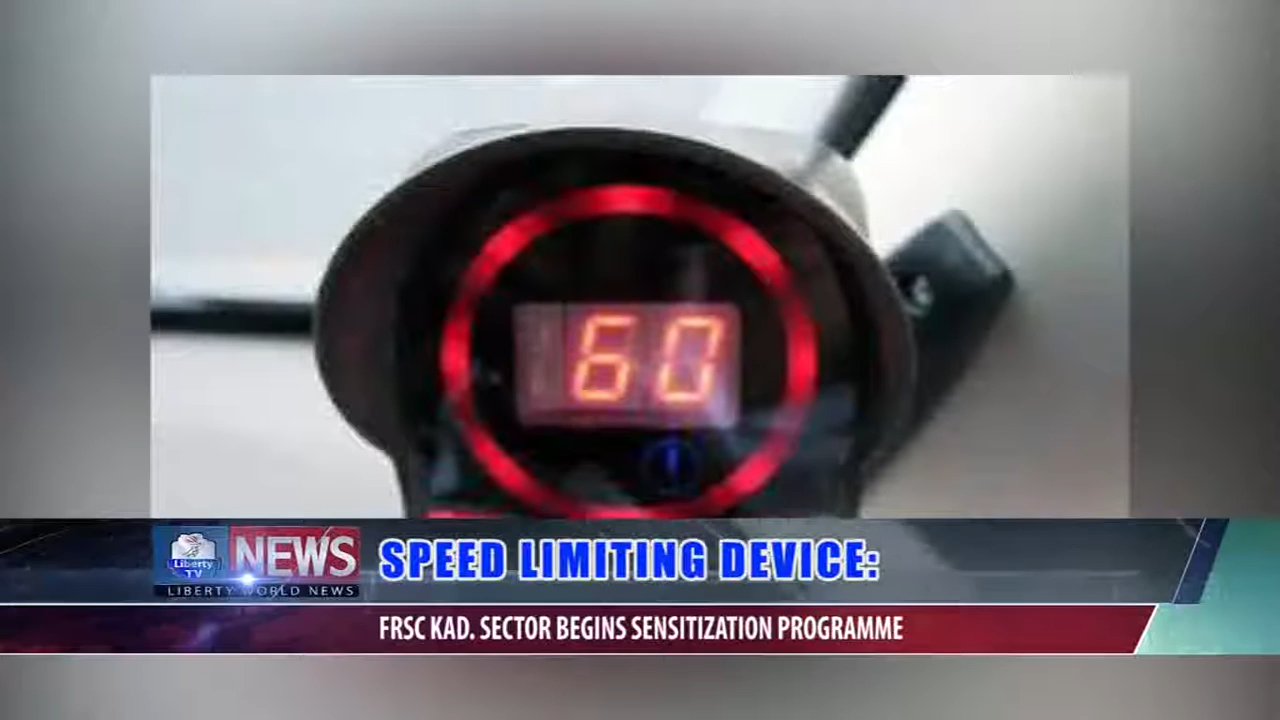 60
Liberty
TV
NEWS
LIBERTY WORLD NEWS
SPEED LIMITING DEVICE:
FRSC KAD. SECTOR BEGINS SENSITIZATION PROGRAMME